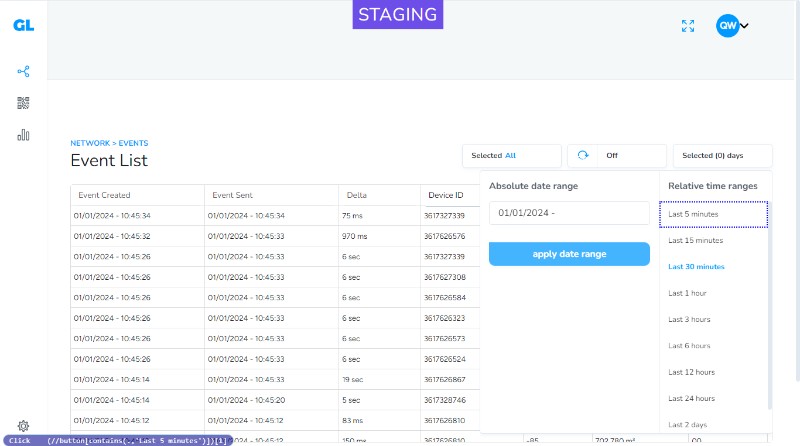 STAGING
GL
QW
NETWORK > EVENTS
Event List
Selected All
Off
Selected (0) days
Event Created Event Sent Delta Device ID
01/01/2024 - 10:45:34 01/01/2024 - 10:45:34 75 ms 3617327339
01/01/2024 - 10:45:32 01/01/2024 - 10:45:33 970 ms 3617626576
01/01/2024 - 10:45:26 01/01/2024 - 10:45:33 6 sec 3617327339
01/01/2024 - 10:45:26 01/01/2024 - 10:45:33 6 sec 3617627308
01/01/2024 - 10:45:26 01/01/2024 - 10:45:33 6 sec 3617626584
01/01/2024 - 10:45:26 01/01/2024 - 10:45:33 6 sec 3617626323
01/01/2024 - 10:45:26 01/01/2024 - 10:45:33 6 sec 3617626573
01/01/2024 - 10:45:26 01/01/2024 - 10:45:33 6 sec 3617626524
01/01/2024 - 10:45:14 01/01/2024 - 10:45:33 19 sec 3617626867
01/01/2024 - 10:45:14 01/01/2024 - 10:45:20 5 sec 3617328746
01/01/2024 - 10:45:12 01/01/2024 - 10:45:12 83 ms 3617626810
01/01/2024 - 10:45:12 150 ms 3617626810 -85 702.780 m³ 00
Absolute date range
01/01/2024 -
apply date range
Relative time ranges
Last 5 minutes
Last 15 minutes
Last 30 minutes
Last 1 hour
Last 3 hours
Last 6 hours
Last 12 hours
Last 24 hours
Last 2 days
Click (//button[contains(.,"Last 5 minutes")])[1]